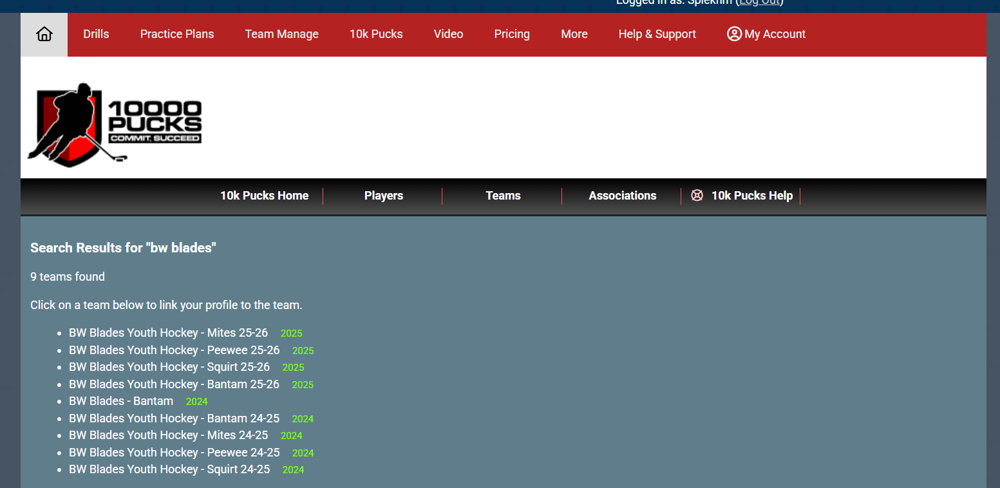 Logged in as: Spiekhm (Log Out)
Drills Practice Plans Team Manage 10k Pucks Video Pricing More Help & Support My Account
10000
PUCKS
COMMIT, SUCCEED
10k Pucks Home Players Teams Associations 10k Pucks Help
Search Results for "bw blades"
9 teams found
Click on a team below to link your profile to the team.
BW Blades Youth Hockey - Mites 25-26 2025
BW Blades Youth Hockey - Peewee 25-26 2025
BW Blades Youth Hockey - Squirt 25-26 2025
BW Blades Youth Hockey - Bantam 25-26 2025
BW Blades - Bantam 2024
BW Blades Youth Hockey - Bantam 24-25 2024
BW Blades Youth Hockey - Mites 24-25 2024
BW Blades Youth Hockey - Peewee 24-25 2024
BW Blades Youth Hockey - Squirt 24-25 2024